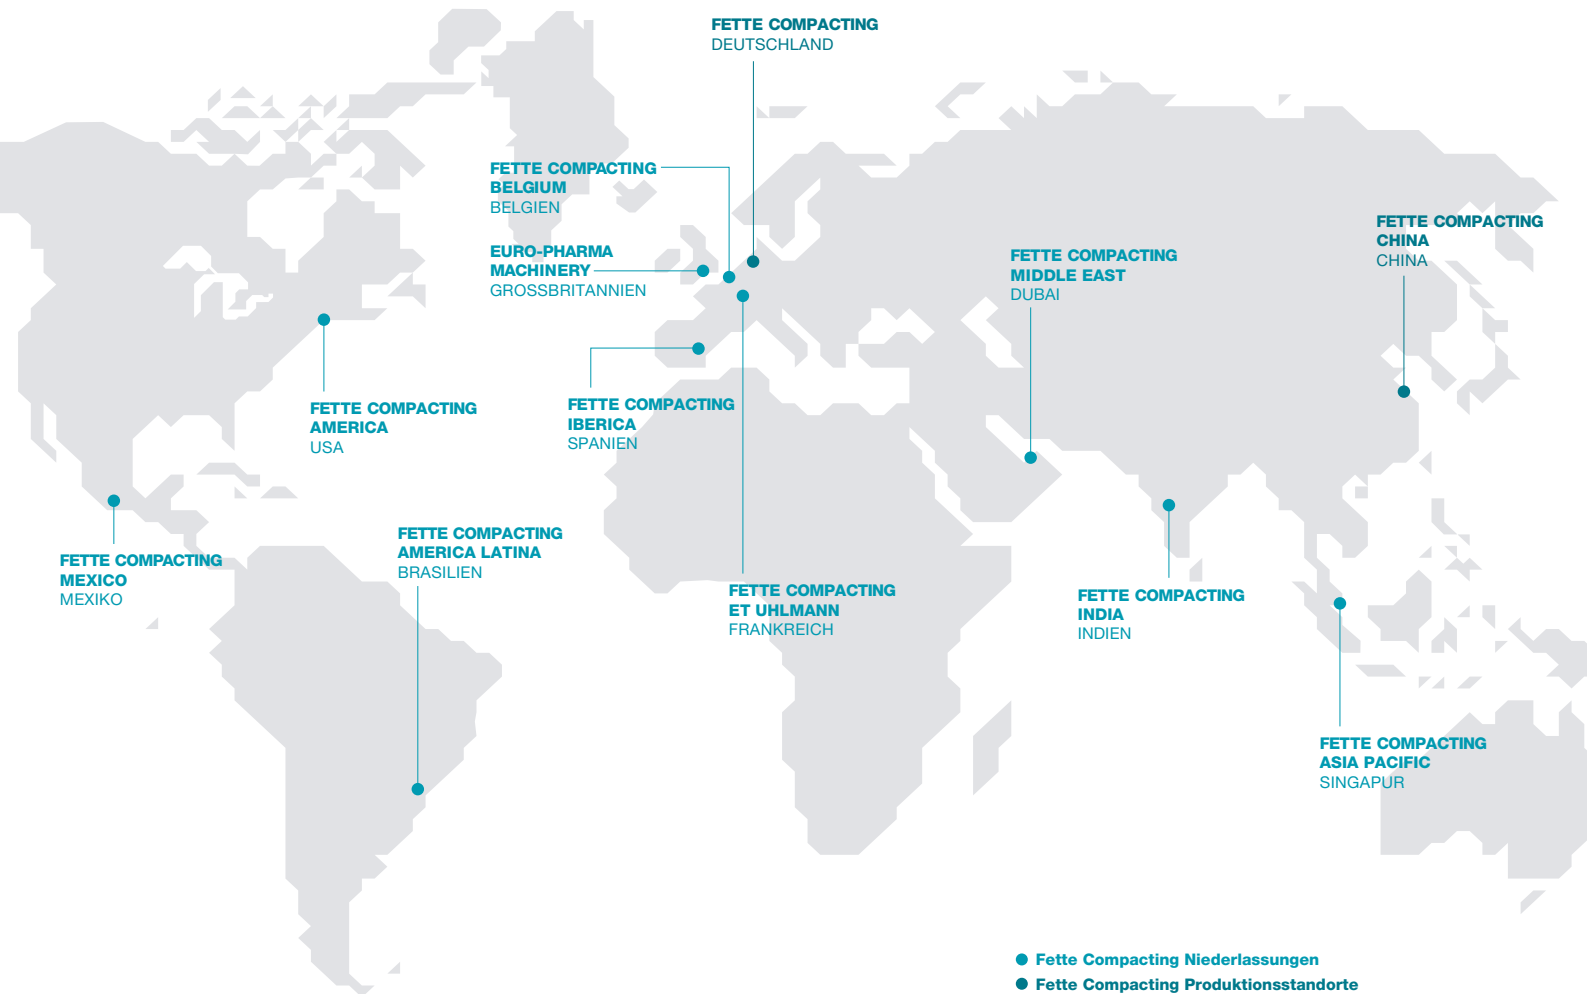 FETTE COMPACTING
DEUTSCHLAND
FETTE COMPACTING
BELGIUM
BELGIEN
EURO-PHARMA
MACHINERY
GROSSBRITANNIEN
FETTE COMPACTING
CHINA
CHINA
FETTE COMPACTING
MIDDLE EAST
DUBAI
FETTE COMPACTING
AMERICA
USA
FETTE COMPACTING
IBERICA
SPANIEN
FETTE COMPACTING
MEXICO
MEXIKO
FETTE COMPACTING
AMERICA LATINA
BRASILIEN
FETTE COMPACTING
ET UHLMANN
FRANKREICH
FETTE COMPACTING
INDIA
INDIEN
FETTE COMPACTING
ASIA PACIFIC
SINGAPUR
Fette Compacting Niederlassungen
Fette Compacting Produktionsstandorte